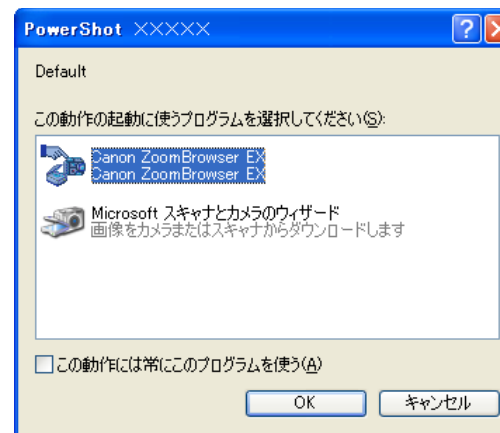 PowerShot ×××××
Default
この動作の起動に使うプログラムを選択してください(S):
Canon ZoomBrowser EX
Canon ZoomBrowser EX
Microsoft スキャナとカメラのウィザード
画像をカメラまたはスキャナからダウンロードします
この動作には常にこのプログラムを使う(A)
OK キャンセル